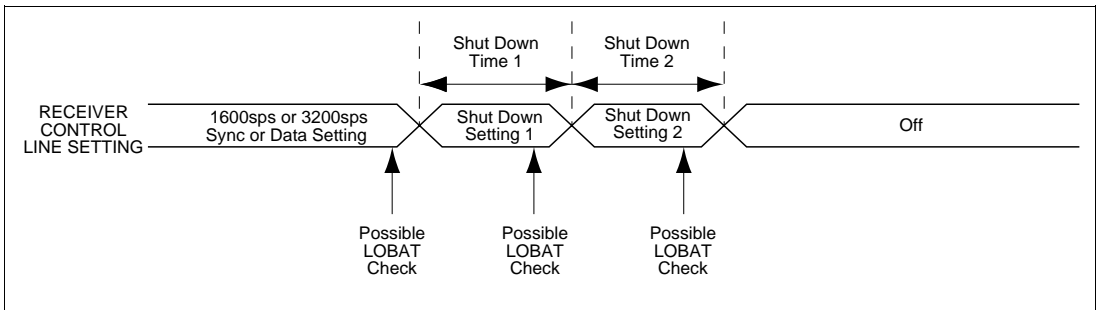 Shut Down
Time 1
Shut Down
Time 2
RECEIVER
CONTROL
LINE SETTING
1600sps or 3200sps
Sync or Data Setting
Shut Down
Setting 1
Shut Down
Setting 2
Off
Possible
LOBAT
Check
Possible
LOBAT
Check
Possible
LOBAT
Check